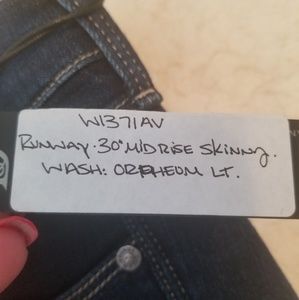 W1371AV
RUNWAY. 30" MIDRISE SKINNY.
WASH: ORPHEUM LT.